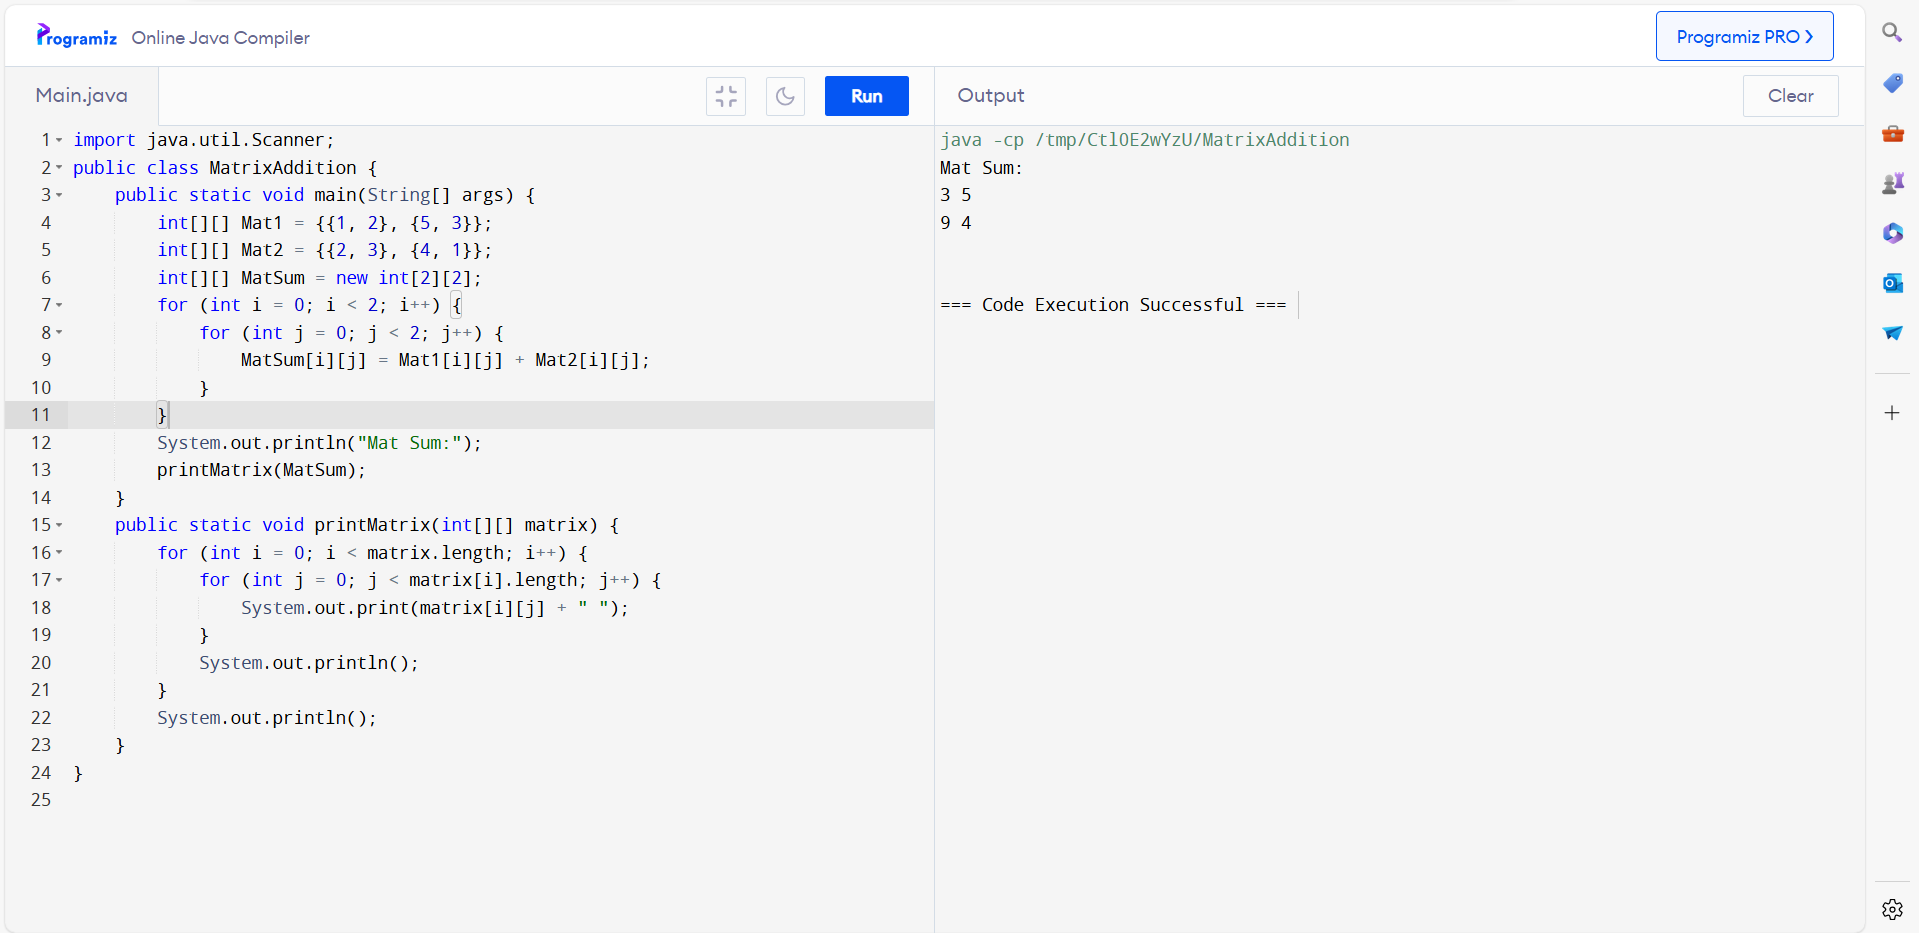 Programiz Online Java Compiler
Programiz PRO
Main.java
Run
1 import java.util.Scanner;
2 public class MatrixAddition {
3     public static void main(String[] args) {
4         int[][] Mat1 = {{1, 2}, {5, 3}};
5         int[][] Mat2 = {{2, 3}, {4, 1}};
6         int[][] MatSum = new int[2][2];
7         for (int i = 0; i < 2; i++) {
8             for (int j = 0; j < 2; j++) {
9                 MatSum[i][j] = Mat1[i][j] + Mat2[i][j];
10             }
11         }
12         System.out.println("Mat Sum:");
13         printMatrix(MatSum);
14     }
15     public static void printMatrix(int[][] matrix) {
16         for (int i = 0; i < matrix.length; i++) {
17             for (int j = 0; j < matrix[i].length; j++) {
18                 System.out.print(matrix[i][j] + " ");
19             }
20             System.out.println();
21         }
22         System.out.println();
23     }
24 }
25
Output
Clear
java -cp /tmp/CtlOE2wYzU/MatrixAddition
Mat Sum:
3 5
9 4
=== Code Execution Successful ===